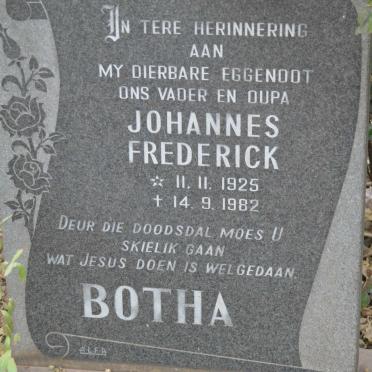 IN TERE HERINNERING
AAN
MY DIERBARE EGGENOOT
ONS VADER EN OUPA
JOHANNES
FREDERICK
☆ 11. 11. 1925
✝ 14. 9. 1982
DEUR DIE DOODSDAL MOES U
SKIELIK GAAN
WAT JESUS DOEN IS WELGEDAAN.
BOTHA